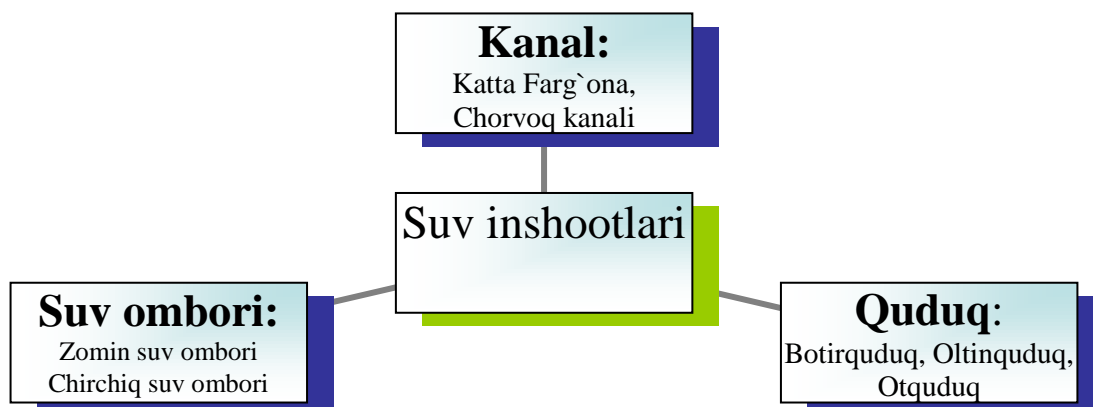 Kanal:
Katta Farg`ona,
Chorvoq kanali
Suv inshootlari
Suv ombori:
Zomin suv ombori
Chirchiq suv ombori
Quduq:
Botirquduq, Oltinquduq,
Otquduq